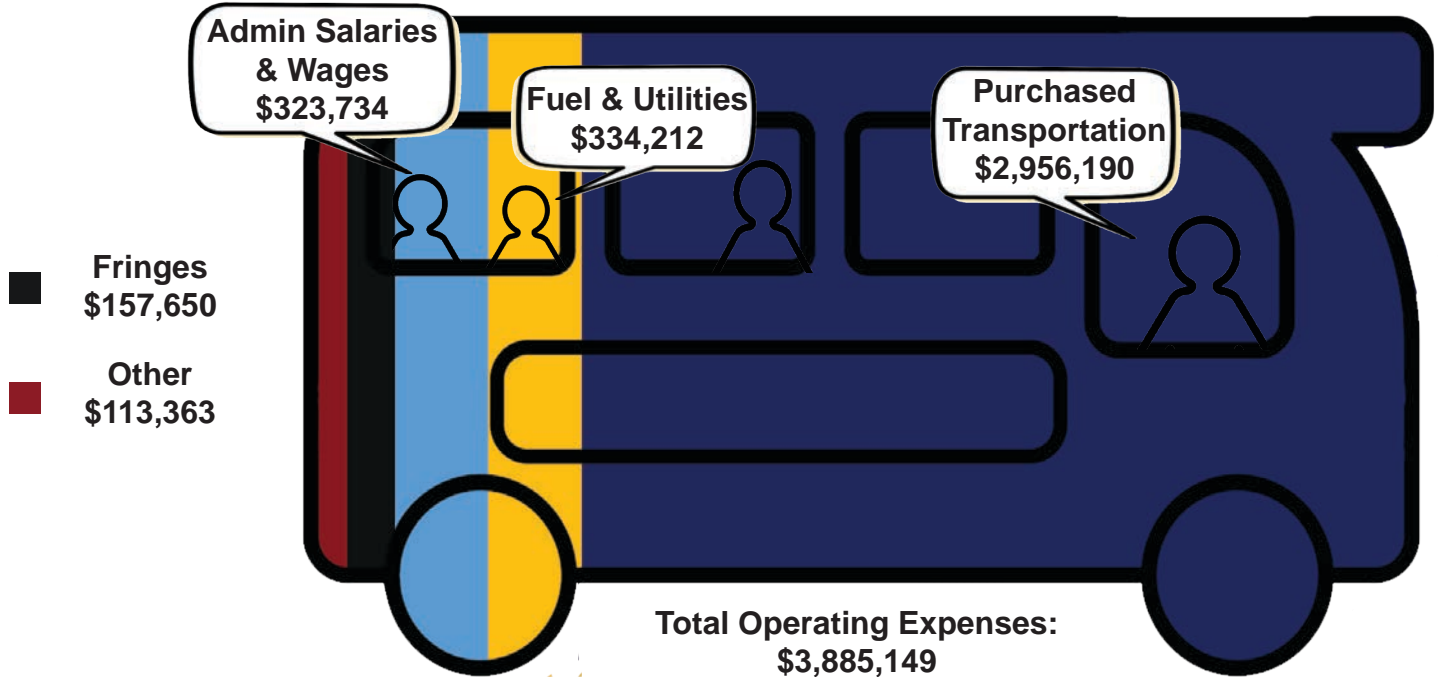 Admin Salaries
& Wages
$323,734
Fuel & Utilities
$334,212
Purchased
Transportation
$2,956,190
Fringes
$157,650
Other
$113,363
Total Operating Expenses:
$3,885,149